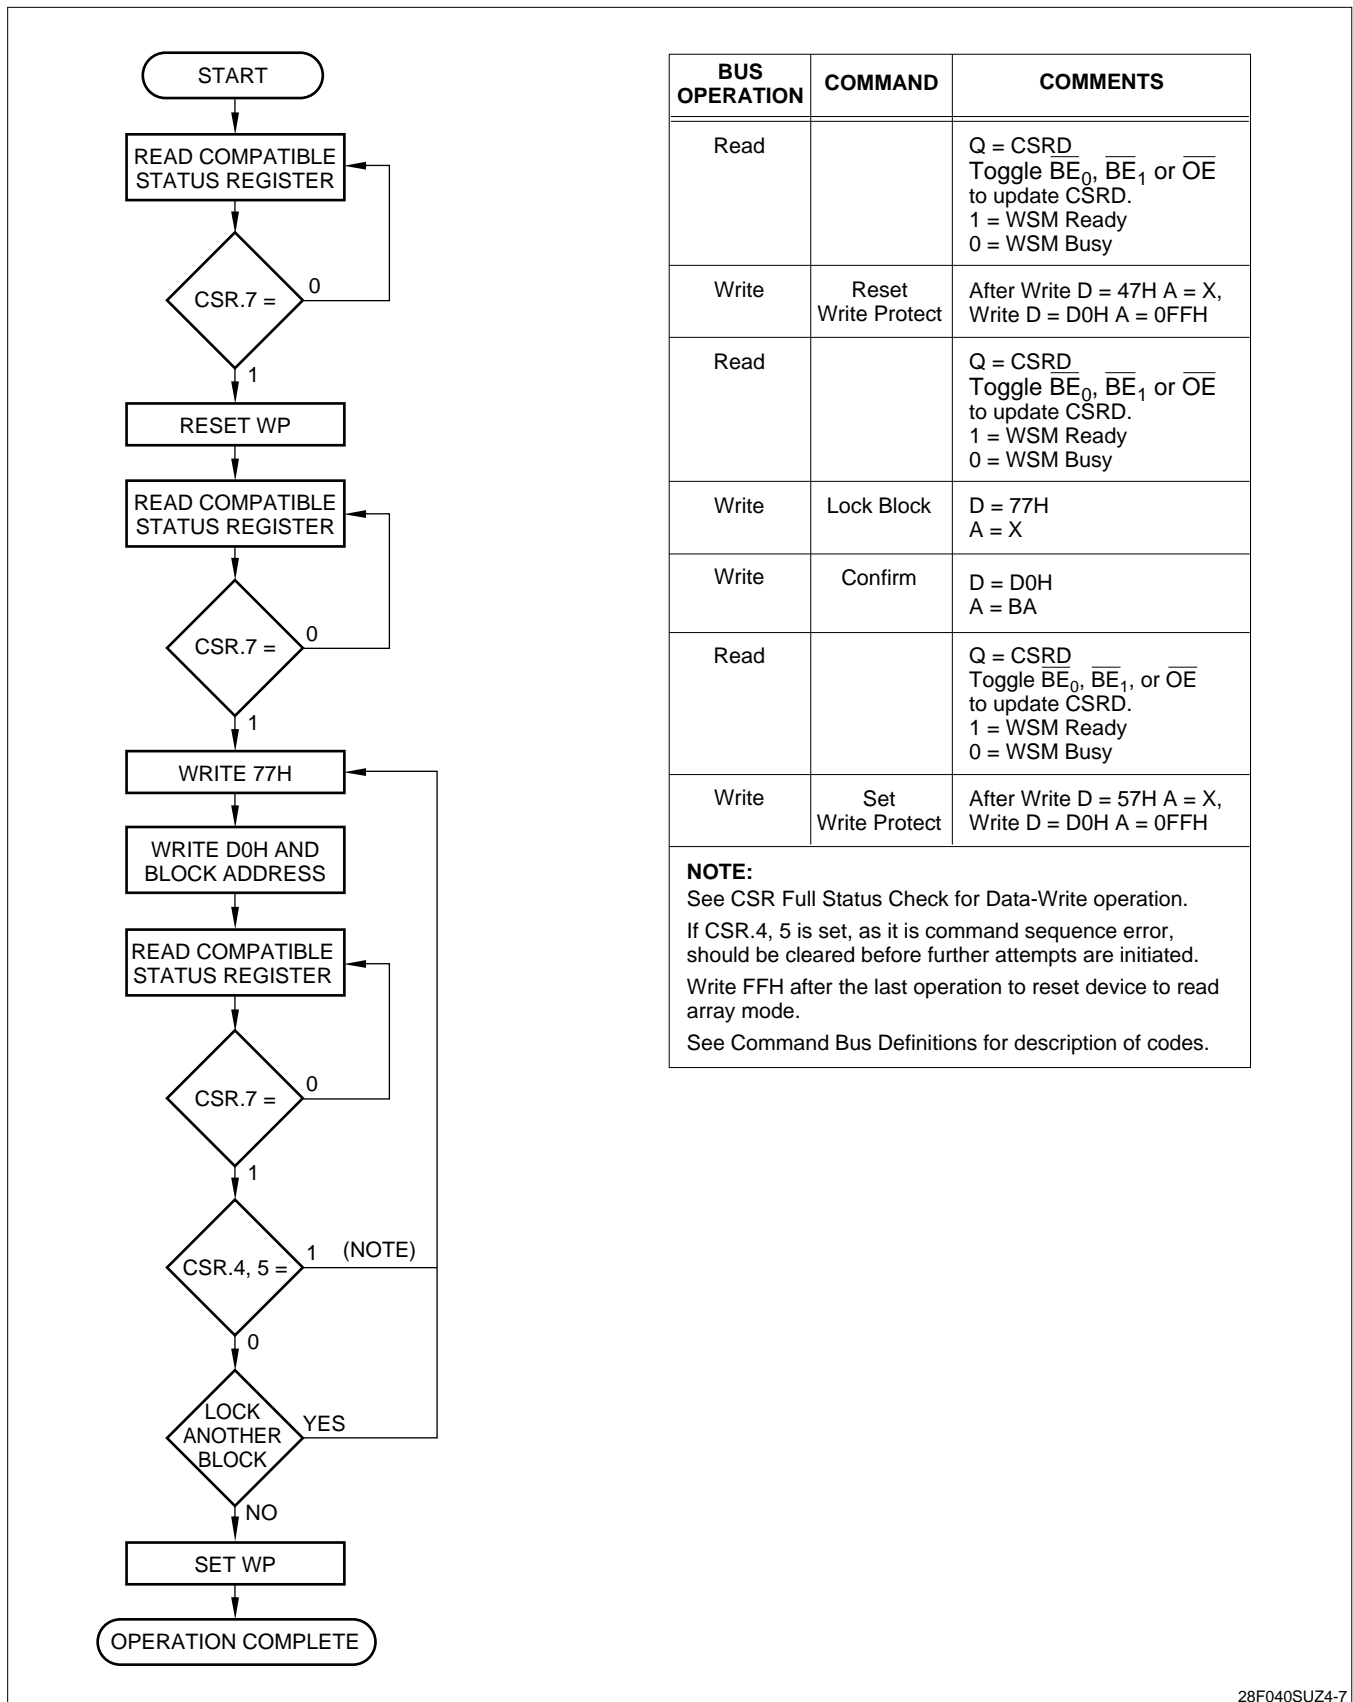 START
READ COMPATIBLE
STATUS REGISTER
CSR.7 =
0
1
RESET WP
READ COMPATIBLE
STATUS REGISTER
CSR.7 =
0
1
WRITE 77H
WRITE D0H AND
BLOCK ADDRESS
READ COMPATIBLE
STATUS REGISTER
CSR.7 =
0
1
CSR.4, 5 =
1 (NOTE)
0
LOCK
ANOTHER
BLOCK
YES
NO
SET WP
OPERATION COMPLETE
BUS
OPERATION
COMMAND
COMMENTS
Read
Q = CSRD
Toggle B̅E̅₀, B̅E̅₁ or O̅E̅
to update CSRD.
1 = WSM Ready
0 = WSM Busy
Write
Reset
Write Protect
After Write D = 47H A = X,
Write D = D0H A = 0FFH
Read
Q = CSRD
Toggle B̅E̅₀, B̅E̅₁ or O̅E̅
to update CSRD.
1 = WSM Ready
0 = WSM Busy
Write
Lock Block
D = 77H
A = X
Write
Confirm
D = D0H
A = BA
Read
Q = CSRD
Toggle B̅E̅₀, B̅E̅₁, or O̅E̅
to update CSRD.
1 = WSM Ready
0 = WSM Busy
Write
Set
Write Protect
After Write D = 57H A = X,
Write D = D0H A = 0FFH
NOTE:
See CSR Full Status Check for Data-Write operation.
If CSR.4, 5 is set, as it is command sequence error,
should be cleared before further attempts are initiated.
Write FFH after the last operation to reset device to read
array mode.
See Command Bus Definitions for description of codes.
28F040SUZ4-7